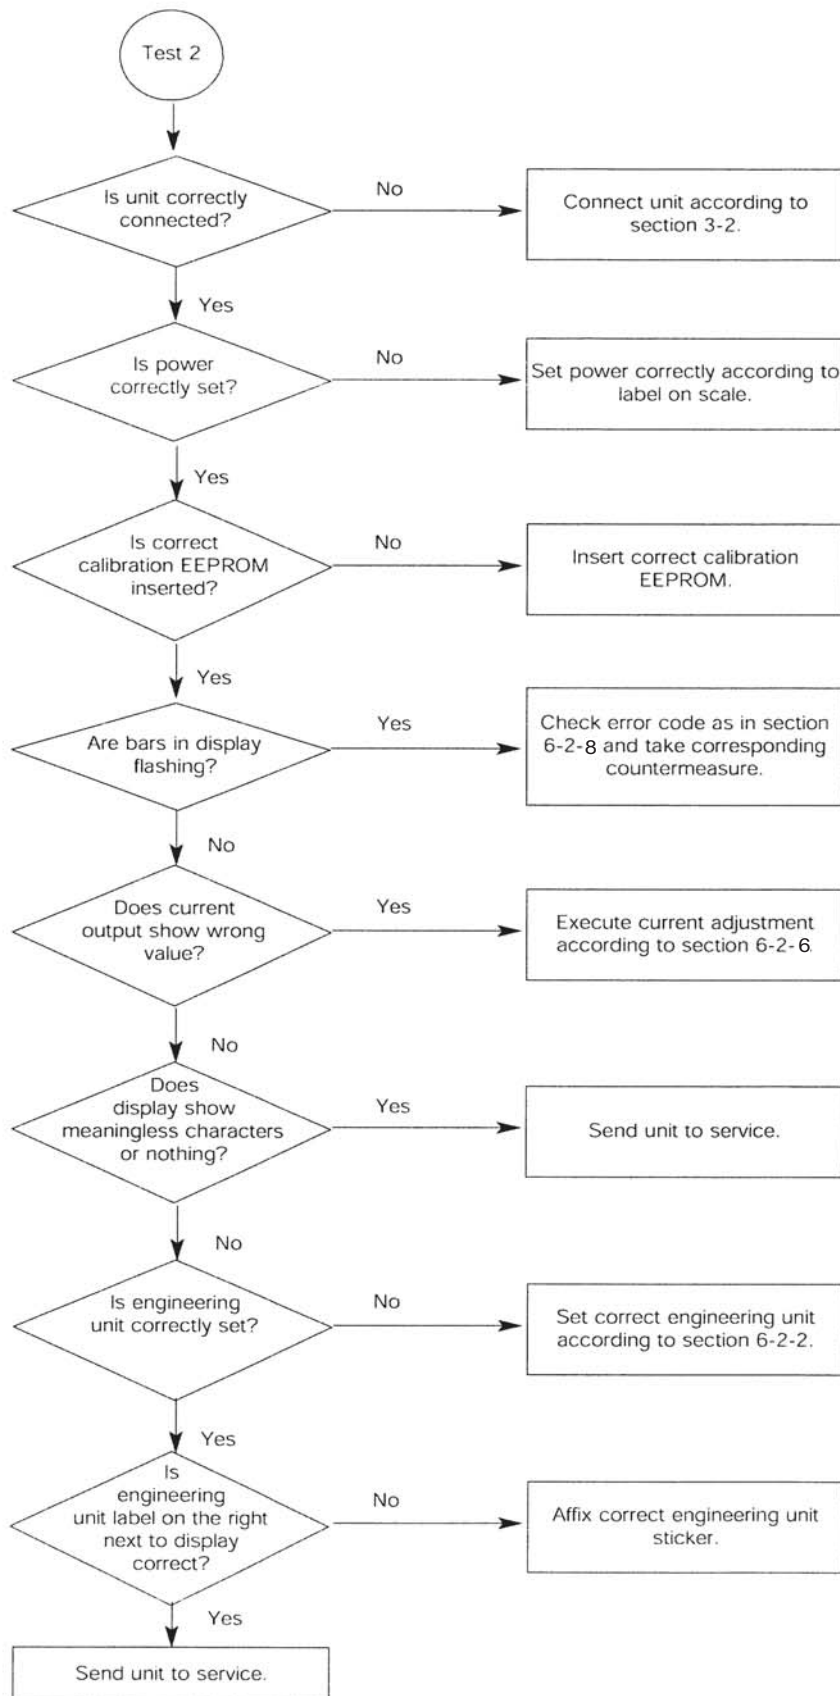 Test 2
Is unit correctly
connected?
No
Connect unit according to
section 3-2.
Yes
Is power
correctly set?
No
Set power correctly according to
label on scale.
Yes
Is correct
calibration EEPROM
inserted?
No
Insert correct calibration
EEPROM.
Yes
Are bars in display
flashing?
Yes
Check error code as in section
6-2-8 and take corresponding
countermeasure.
No
Does current
output show wrong
value?
Yes
Execute current adjustment
according to section 6-2-6
No
Does
display show
meaningless characters
or nothing?
Yes
Send unit to service.
No
Is engineering
unit correctly set?
No
Set correct engineering unit
according to section 6-2-2.
Yes
Is
engineering
unit label on the right
next to display
correct?
No
Affix correct engineering unit
sticker.
Yes
Send unit to service.